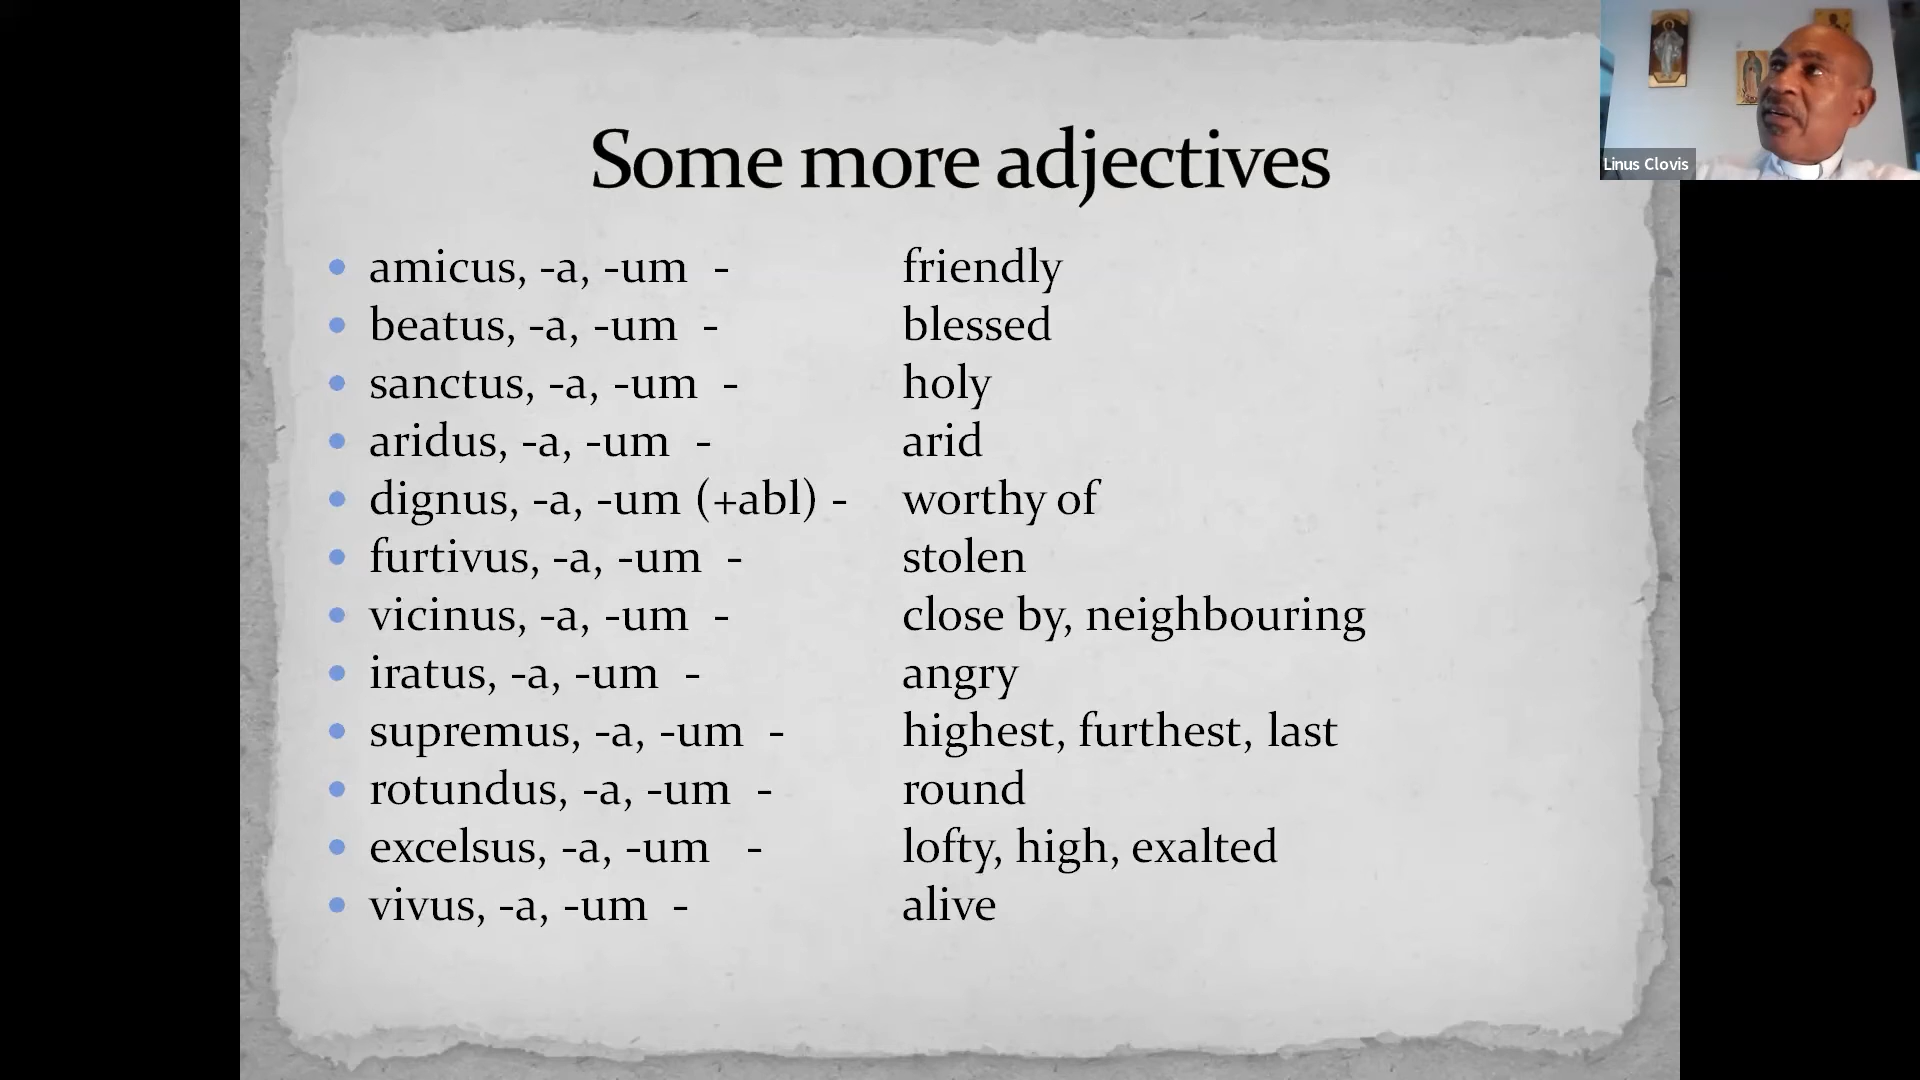 Some more adjectives
amicus, -a, -um - friendly
beatus, -a, -um - blessed
sanctus, -a, -um - holy
aridus, -a, -um - arid
dignus, -a, -um (+abl) - worthy of
furtivus, -a, -um - stolen
vicinus, -a, -um - close by, neighbouring
iratus, -a, -um - angry
supremus, -a, -um - highest, furthest, last
rotundus, -a, -um - round
excelsus, -a, -um - lofty, high, exalted
vivus, -a, -um - alive
Linus Clovis